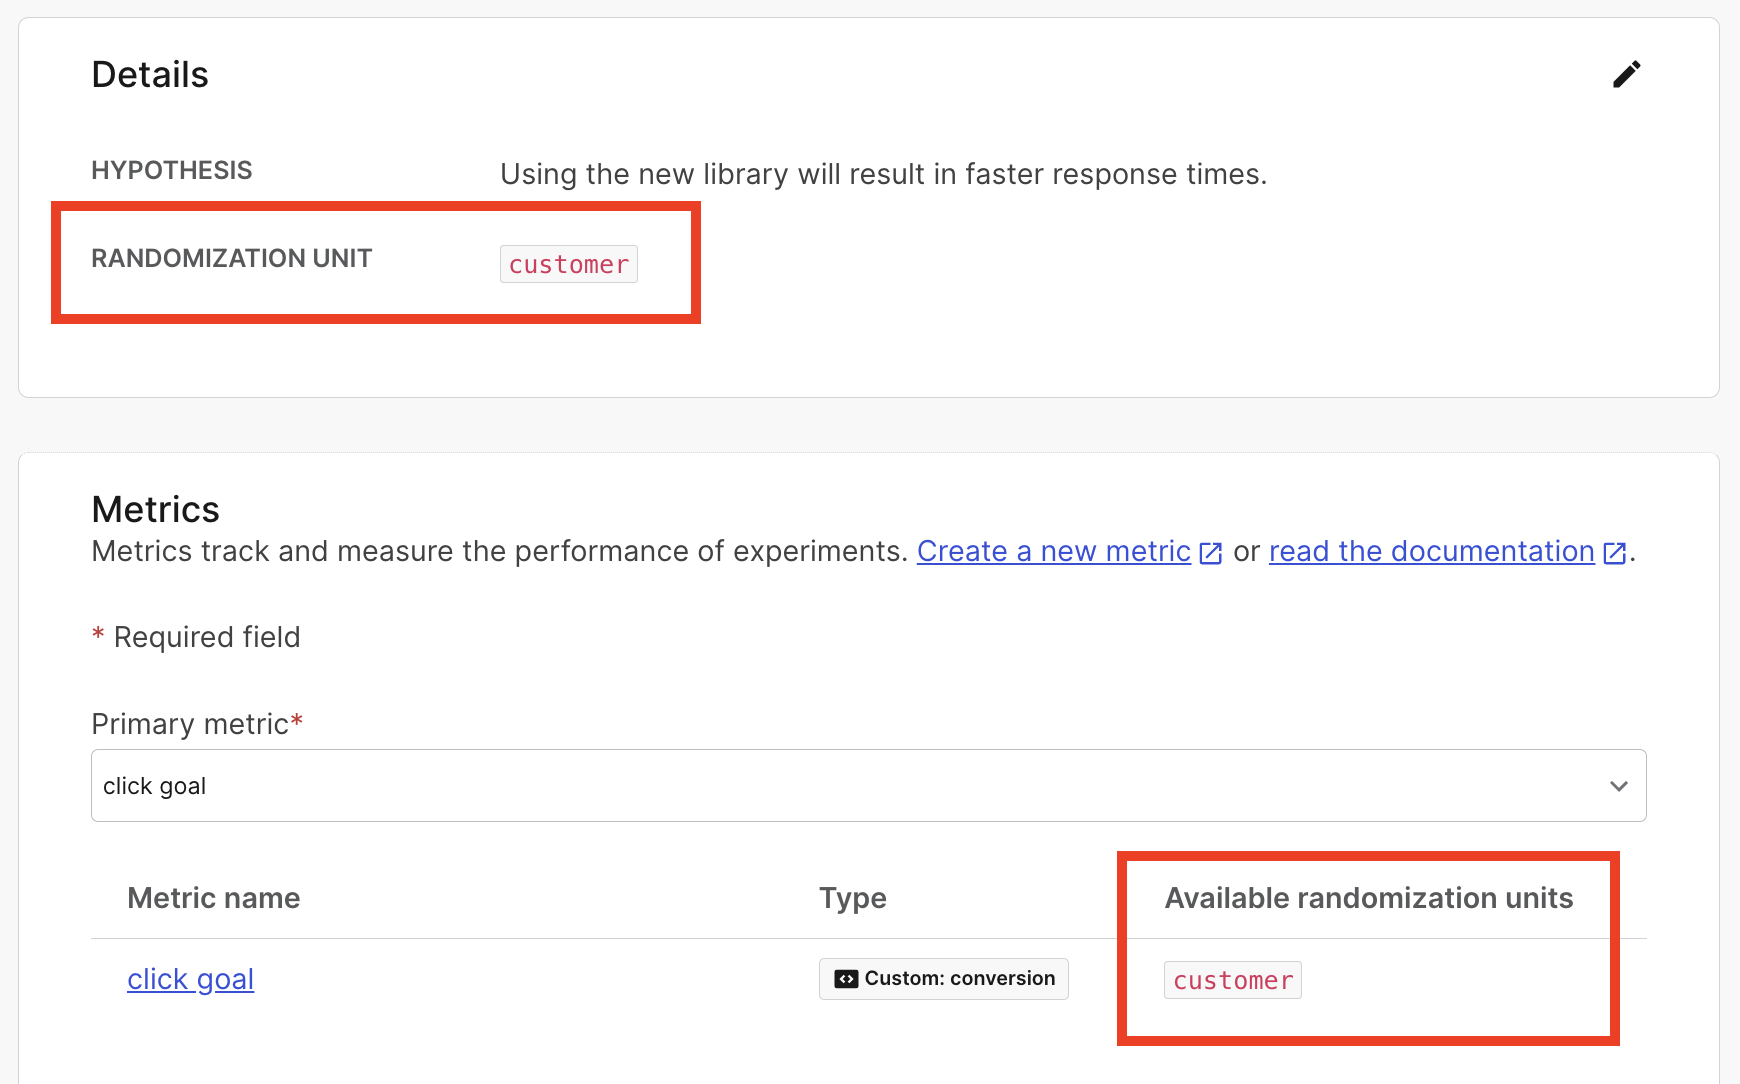 Details
HYPOTHESIS Using the new library will result in faster response times.
RANDOMIZATION UNIT customer
Metrics
Metrics track and measure the performance of experiments. Create a new metric or read the documentation.
* Required field
Primary metric*
click goal
Metric name Type Available randomization units
click goal Custom: conversion customer